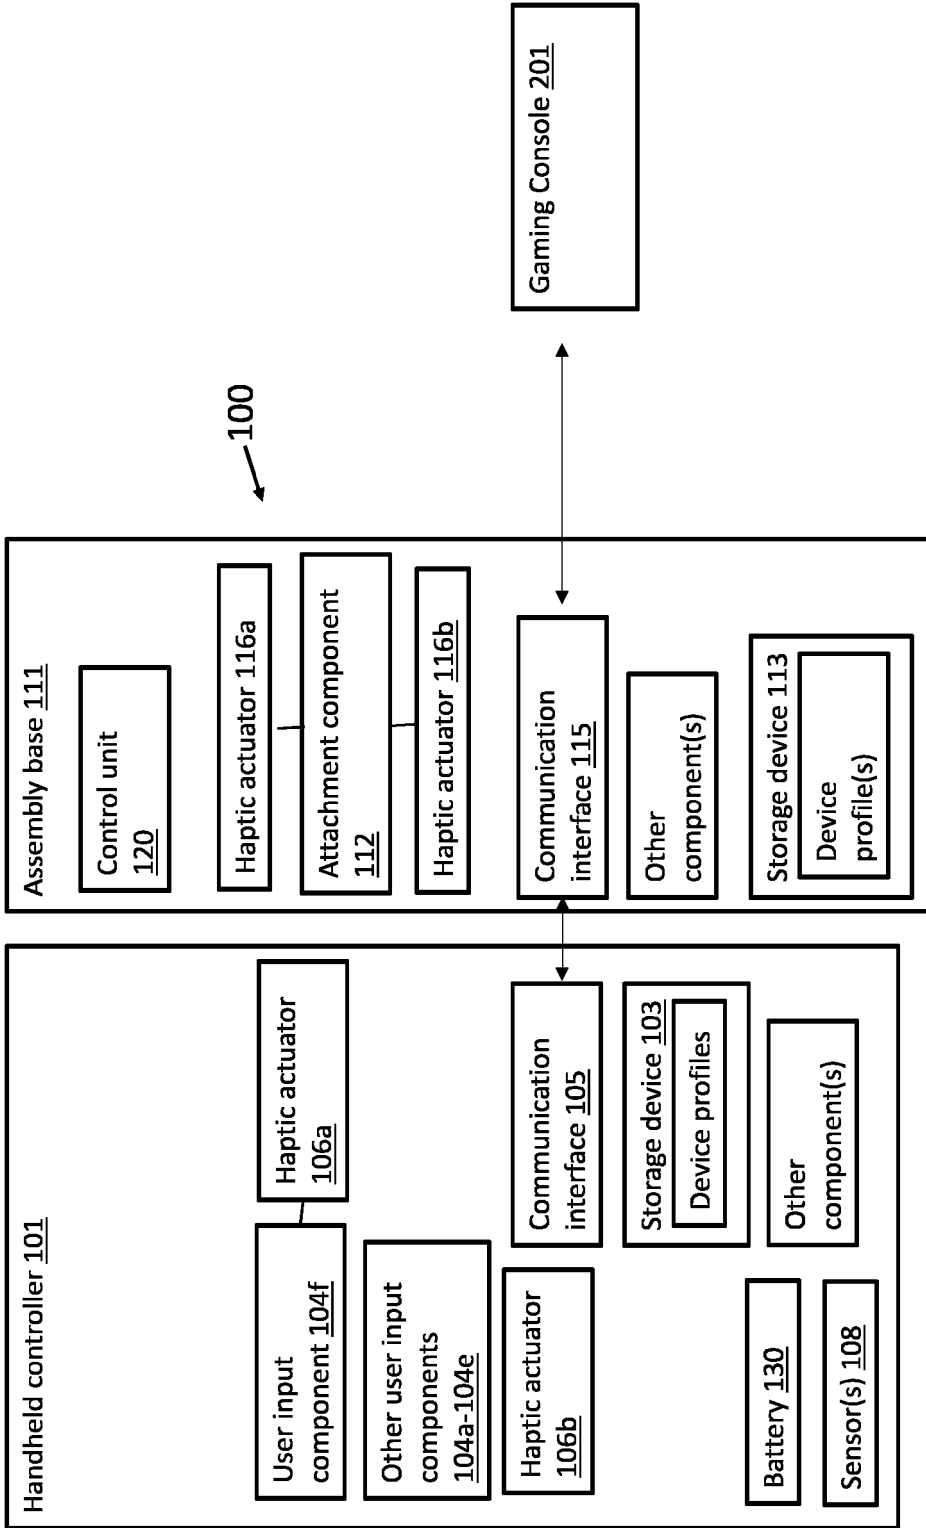 Handheld controller 101
User input
component 104f
Haptic actuator
106a
Other user input
components
104a-104e
Haptic actuator
106b
Communication
interface 105
Storage device 103
Device profiles
Other
component(s)
Battery 130
Sensor(s) 108
Assembly base 111
Control unit
120
Haptic actuator 116a
Attachment component
112
Haptic actuator 116b
Communication
interface 115
Other
component(s)
Storage device 113
Device
profile(s)
100
Gaming Console 201